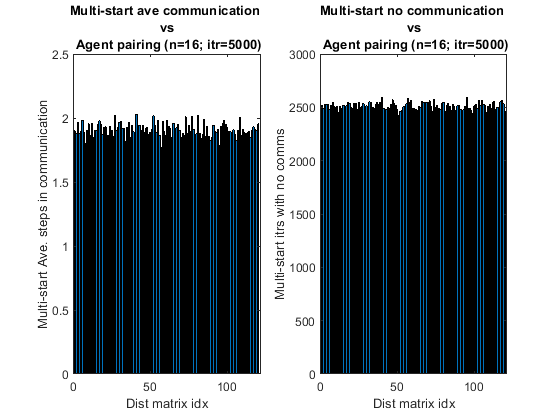 Multi-start ave communication
vs
Agent pairing (n=16; itr=5000)
Multi-start Ave. steps in communication
2.5
2
1.5
1
0.5
0
0
50
100
Dist matrix idx
Multi-start no communication
vs
Agent pairing (n=16; itr=5000)
Multi-start itrs with no comms
3000
2500
2000
1500
1000
500
0
0
50
100
Dist matrix idx